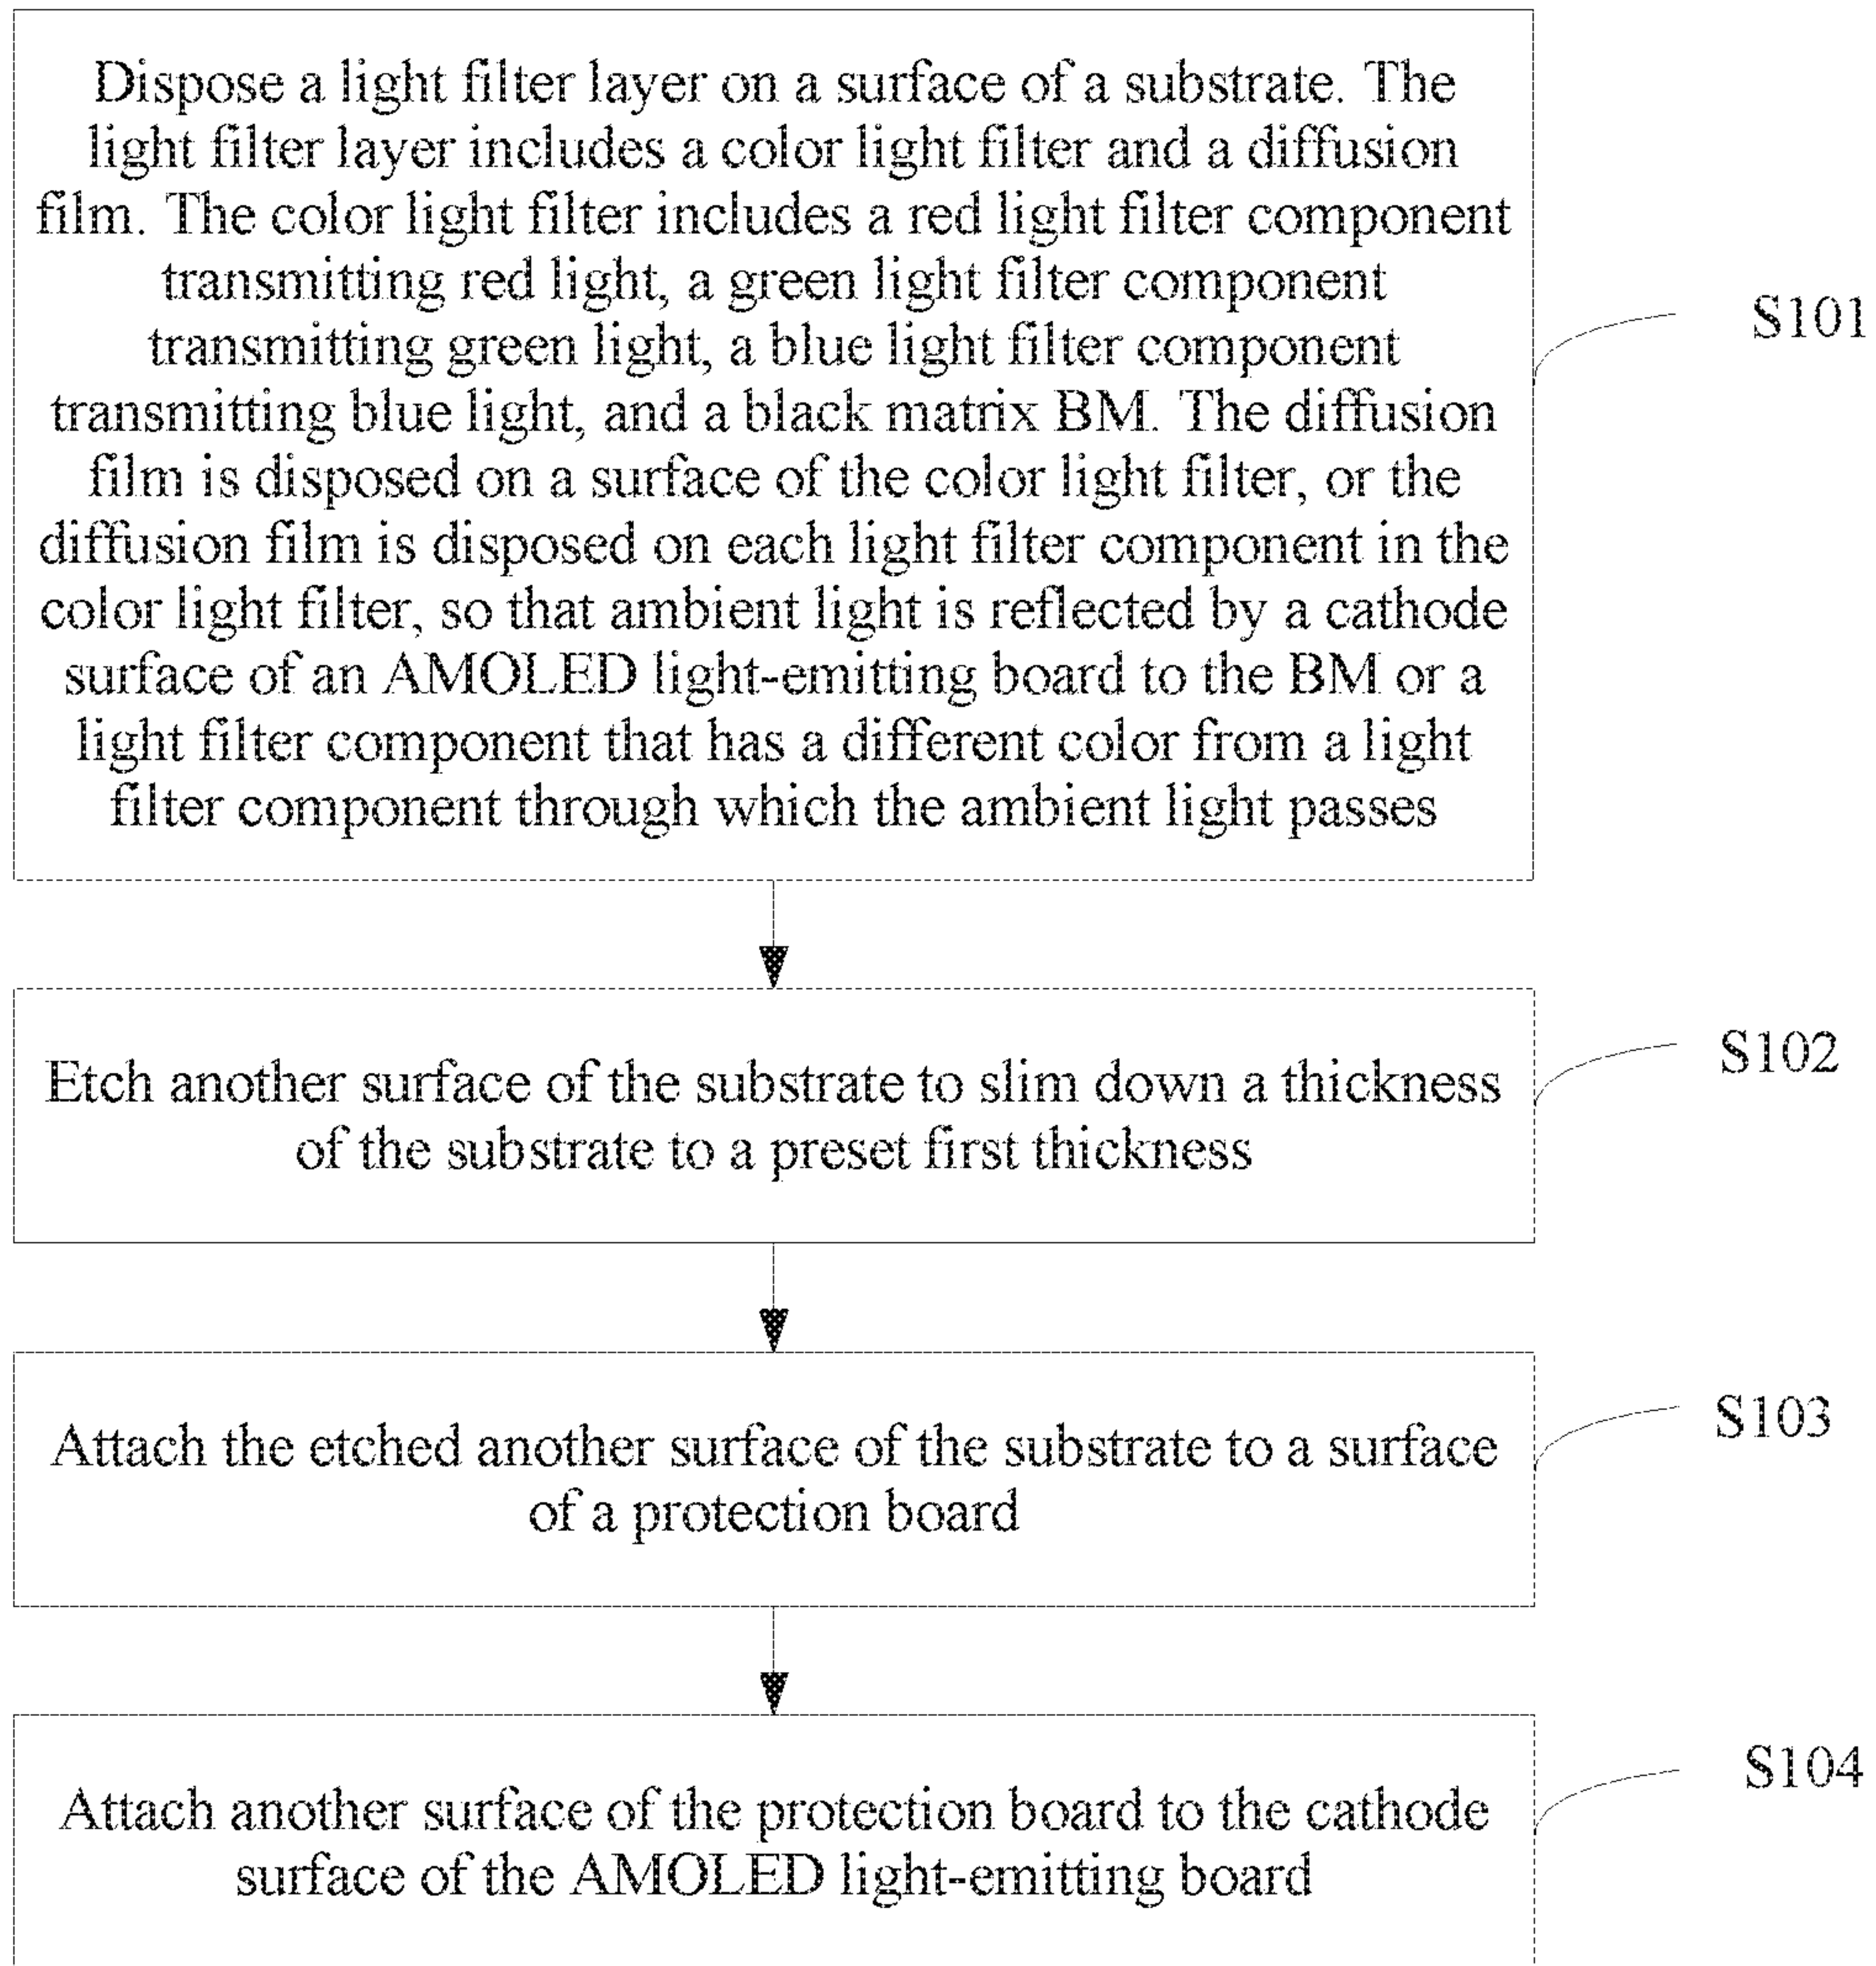 Dispose a light filter layer on a surface of a substrate. The
light filter layer includes a color light filter and a diffusion
film. The color light filter includes a red light filter component
transmitting red light, a green light filter component
transmitting green light, a blue light filter component
transmitting blue light, and a black matrix BM. The diffusion
film is disposed on a surface of the color light filter, or the
diffusion film is disposed on each light filter component in the
color light filter, so that ambient light is reflected by a cathode
surface of an AMOLED light-emitting board to the BM or a
light filter component that has a different color from a light
filter component through which the ambient light passes
S101
Etch another surface of the substrate to slim down a thickness
of the substrate to a preset first thickness
S102
Attach the etched another surface of the substrate to a surface
of a protection board
S103
Attach another surface of the protection board to the cathode
surface of the AMOLED light-emitting board
S104